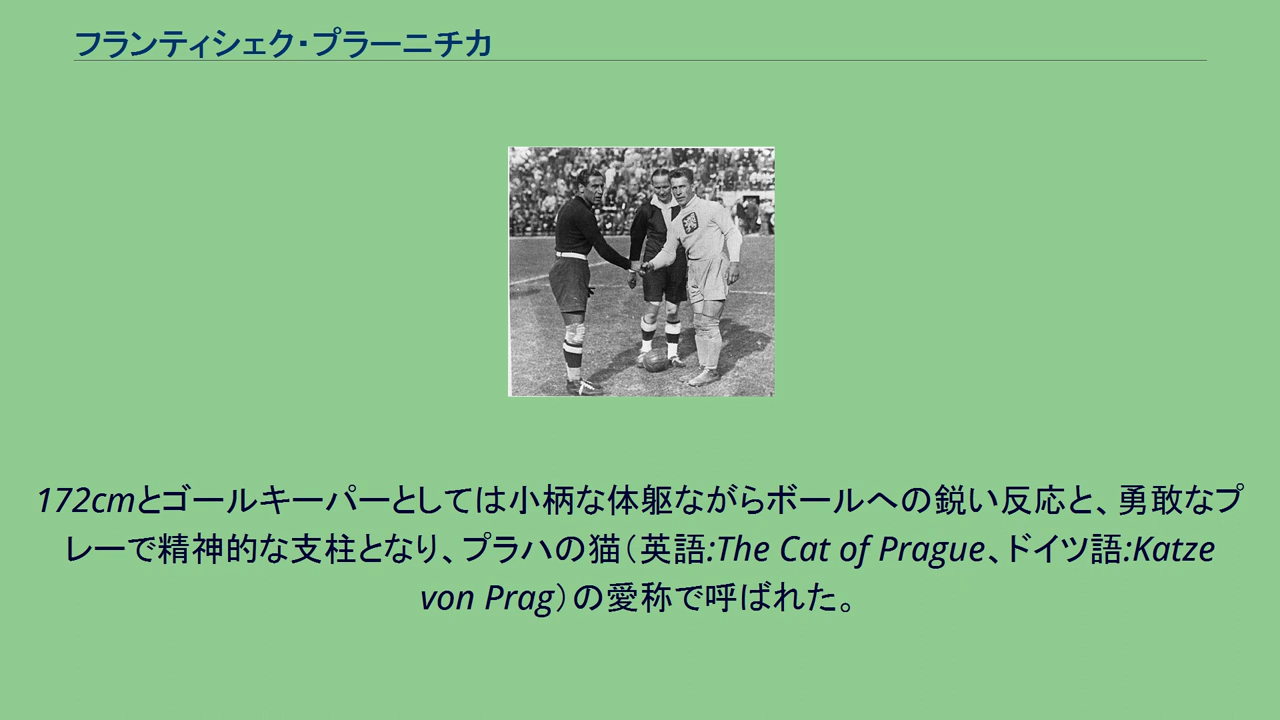 フランティシェク・プラーニチカ
172cmとゴールキーパーとしては小柄な体躯ながらボールへの鋭い反応と、勇敢なプ
レーで精神的な支柱となり、プラハの猫（英語:The Cat of Prague、ドイツ語:Katze
von Prag）の愛称で呼ばれた。